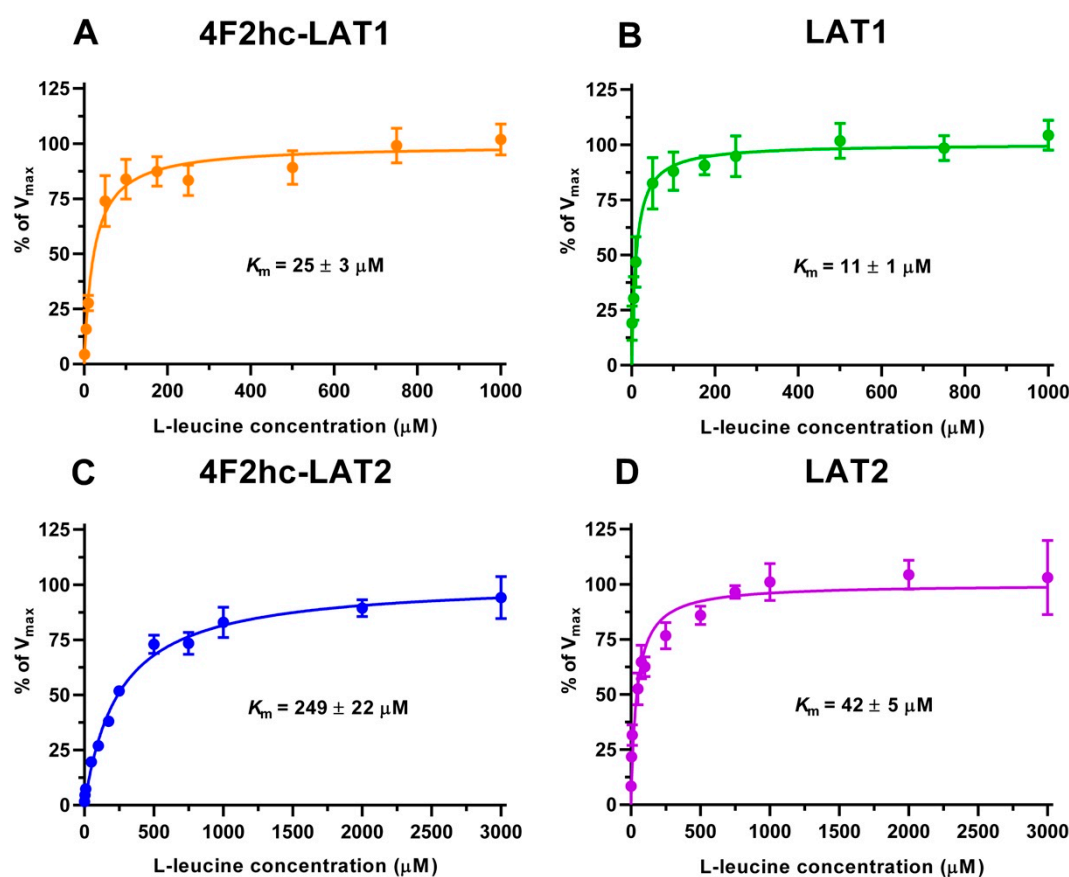 A
4F2hc-LAT1
125
100
75
50
25
0
% of Vmax
Km = 25 ± 3 μM
0
200
400
600
800
1000
L-leucine concentration (μM)
B
LAT1
125
100
75
50
25
0
% of Vmax
Km = 11 ± 1 μM
0
200
400
600
800
1000
L-leucine concentration (μM)
C
4F2hc-LAT2
125
100
75
50
25
0
% of Vmax
Km = 249 ± 22 μM
0
500
1000
1500
2000
2500
3000
L-leucine concentration (μM)
D
LAT2
125
100
75
50
25
0
% of Vmax
Km = 42 ± 5 μM
0
500
1000
1500
2000
2500
3000
L-leucine concentration (μM)